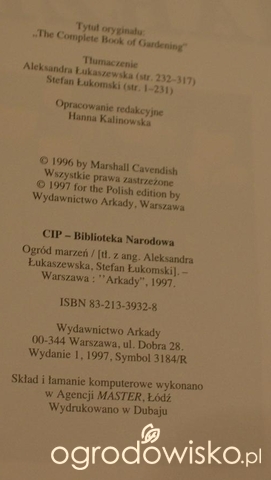 Tytuł oryginału:
„The Complete Book of Gardening”
Tłumaczenie
Aleksandra Łukaszewska (str. 232–317)
Stefan Łukomski (str. 1–231)
Opracowanie redakcyjne
Hanna Kalinowska
© 1996 by Marshall Cavendish
Wszystkie prawa zastrzeżone
© 1997 for the Polish edition by
Wydawnictwo Arkady, Warszawa
CIP – Biblioteka Narodowa
Ogród marzeń / [tł. z ang. Aleksandra
Łukaszewska, Stefan Łukomski]. –
Warszawa : ''Arkady'', 1997.
ISBN 83-213-3932-8
Wydawnictwo Arkady
00-344 Warszawa, ul. Dobra 28.
Wydanie 1, 1997, Symbol 3184/R
Skład i łamanie komputerowe wykonano
w Agencji MASTER, Łódź
Wydrukowano w Dubaju
ogrodowisko.pl